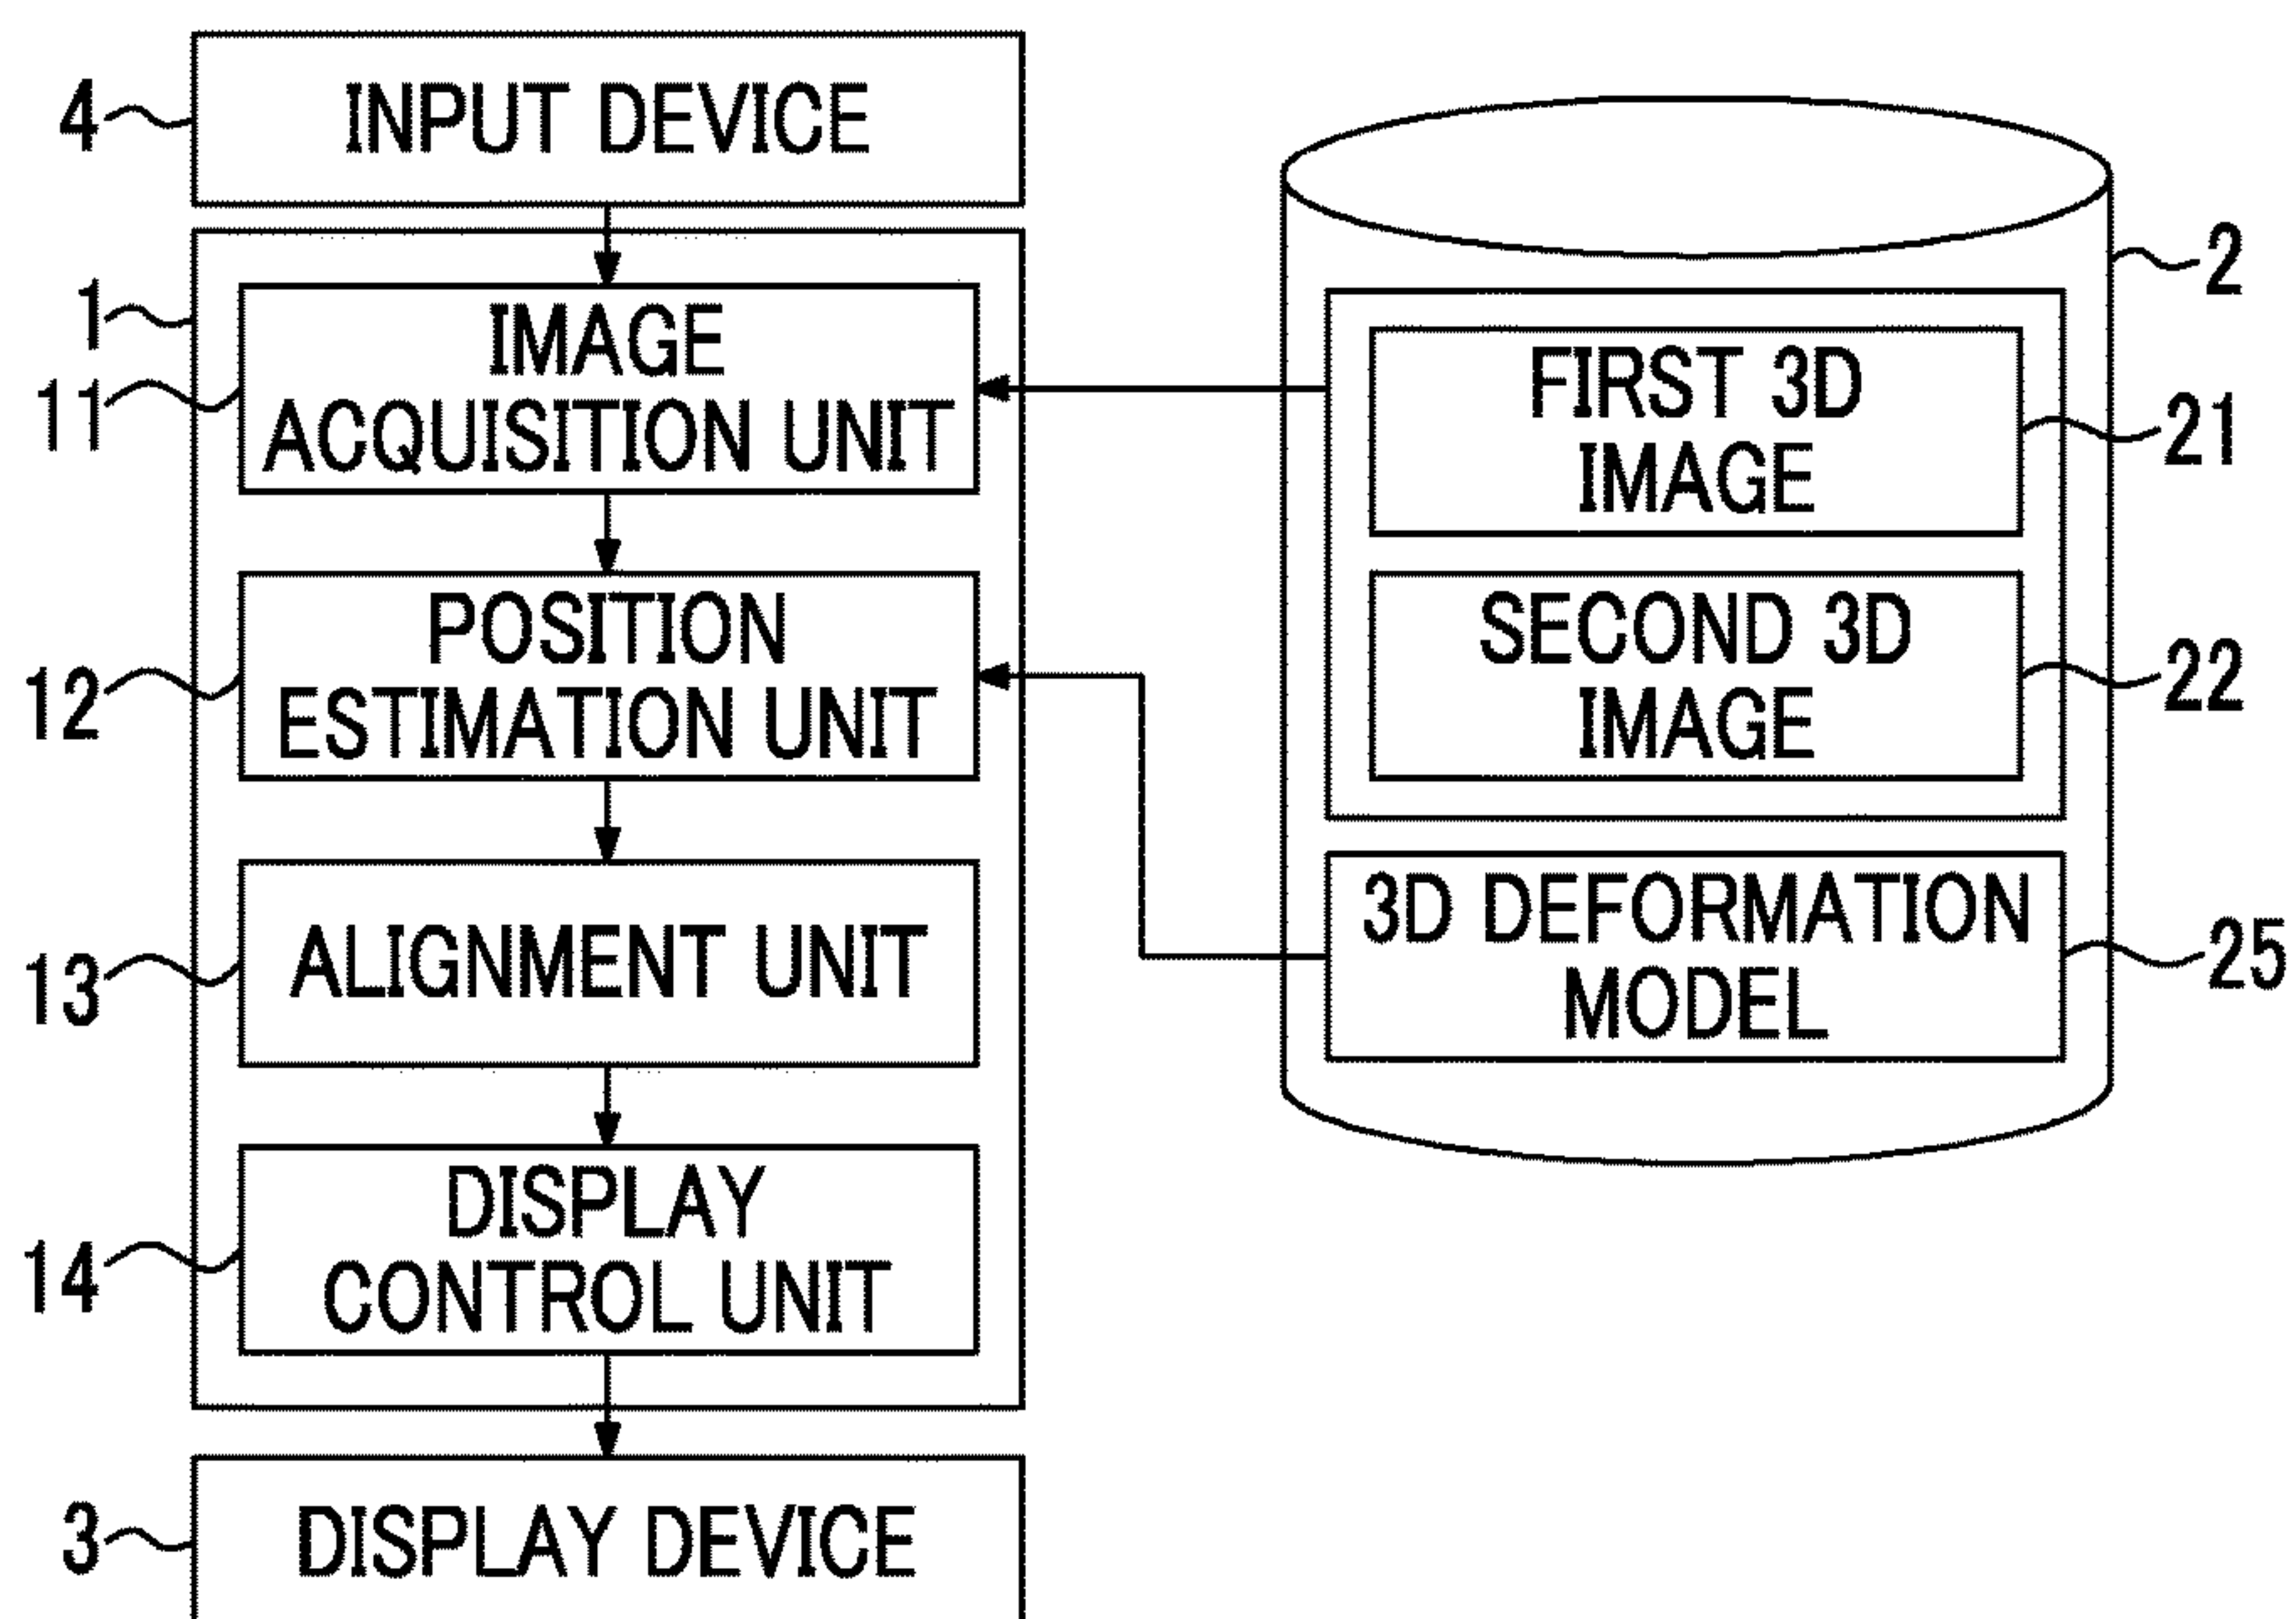 4
INPUT DEVICE
1
11
IMAGE
ACQUISITION UNIT
12
POSITION
ESTIMATION UNIT
13
ALIGNMENT UNIT
14
DISPLAY
CONTROL UNIT
3
DISPLAY DEVICE
2
FIRST 3D
IMAGE
21
SECOND 3D
IMAGE
22
3D DEFORMATION
MODEL
25